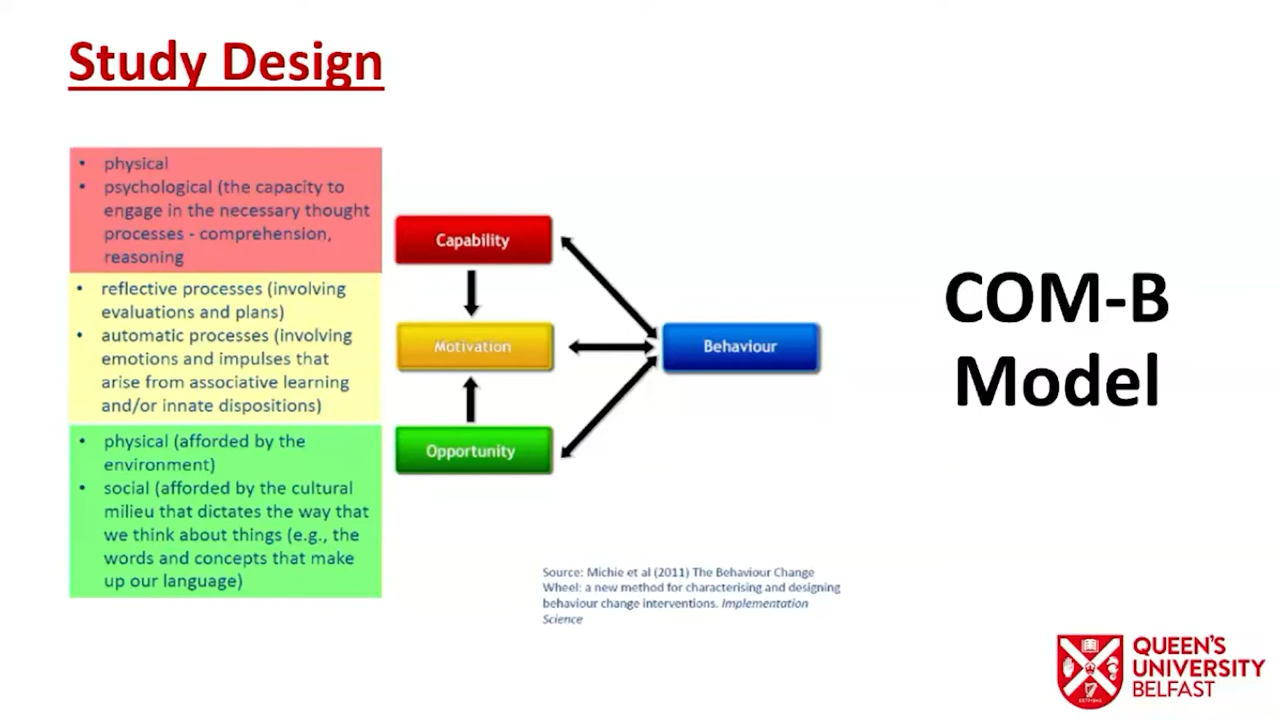 Study Design
• physical
• psychological (the capacity to
engage in the necessary thought
processes - comprehension,
reasoning
• reflective processes (involving
evaluations and plans)
• automatic processes (involving
emotions and impulses that
arise from associative learning
and/or innate dispositions)
• physical (afforded by the
environment)
• social (afforded by the cultural
milieu that dictates the way that
we think about things (e.g., the
words and concepts that make
up our language)
Capability
Motivation
Opportunity
Behaviour
COM-B
Model
Source: Michie et al (2011) The Behaviour Change
Wheel: a new method for characterising and designing
behaviour change interventions. Implementation
Science
QUEEN'S
UNIVERSITY
BELFAST